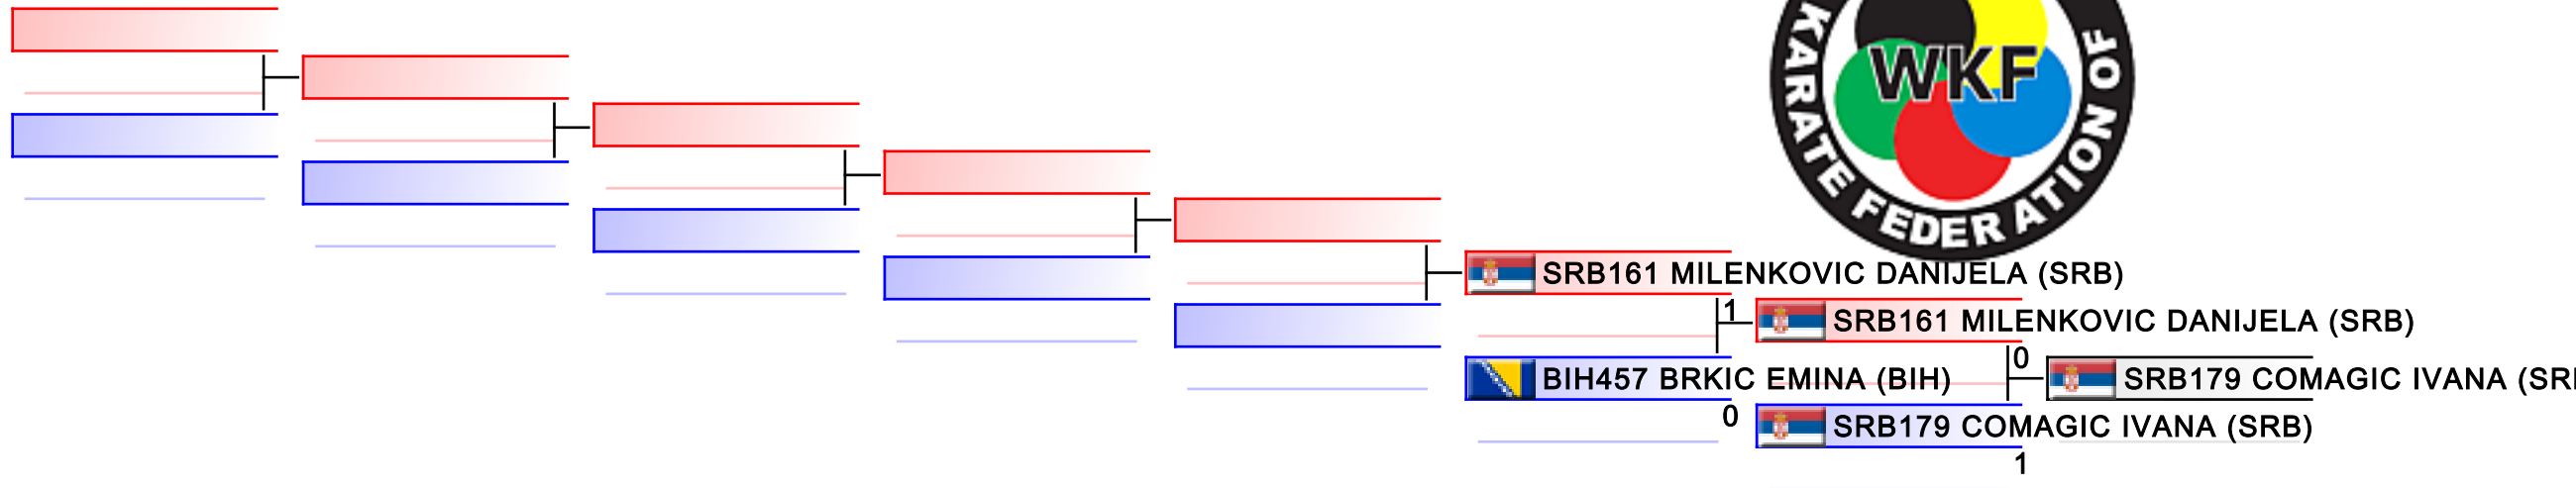 KARATE FEDERATION OF
WKF
SRB161 MILENKOVIC DANIJELA (SRB)
1
SRB161 MILENKOVIC DANIJELA (SRB)
0
BIH457 BRKIC EMINA (BIH)
SRB179 COMAGIC IVANA (SR
0
SRB179 COMAGIC IVANA (SRB)
1